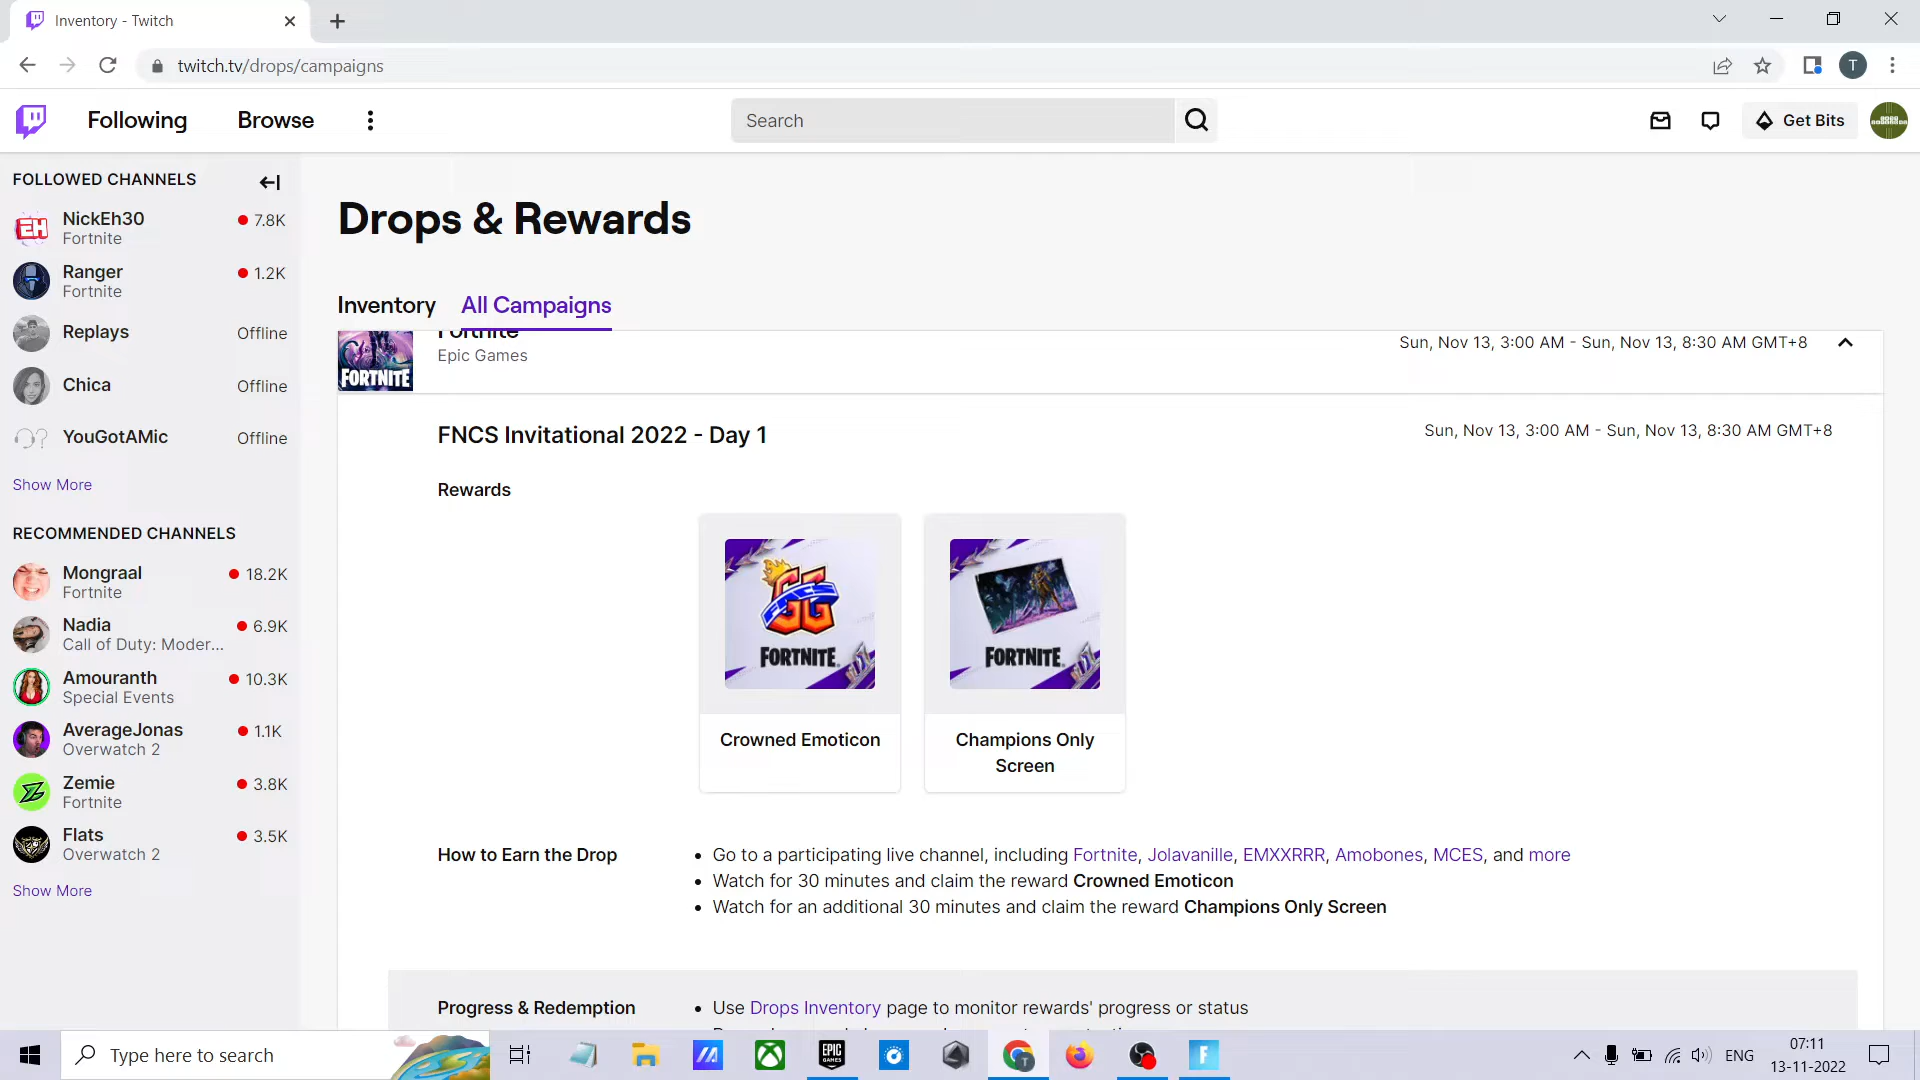 Inventory - Twitch
twitch.tv/drops/campaigns
T
Following
Browse
Search
Get Bits
FOLLOWED CHANNELS
NickEh30
7.8K
Fortnite
Ranger
1.2K
Fortnite
Replays
Offline
Chica
Offline
YouGotAMic
Offline
Show More
RECOMMENDED CHANNELS
Mongraal
18.2K
Fortnite
Nadia
6.9K
Call of Duty: Moder...
Amouranth
10.3K
Special Events
AverageJonas
1.1K
Overwatch 2
Zemie
3.8K
Fortnite
Flats
3.5K
Overwatch 2
Show More
Drops & Rewards
Inventory All Campaigns
Fortnite
Epic Games
FORTNITE
Sun, Nov 13, 3:00 AM - Sun, Nov 13, 8:30 AM GMT+8
FNCS Invitational 2022 - Day 1
Sun, Nov 13, 3:00 AM - Sun, Nov 13, 8:30 AM GMT+8
Rewards
GG
FNCS
FORTNITE
FORTNITE
Crowned Emoticon
Champions Only
Screen
How to Earn the Drop
• Go to a participating live channel, including Fortnite, Jolavanille, EMXXRRR, Amobones, MCES, and more
• Watch for 30 minutes and claim the reward Crowned Emoticon
• Watch for an additional 30 minutes and claim the reward Champions Only Screen
Progress & Redemption
• Use Drops Inventory page to monitor rewards' progress or status
Type here to search
EPIC
GAMES
T
F
ENG
07:11
13-11-2022